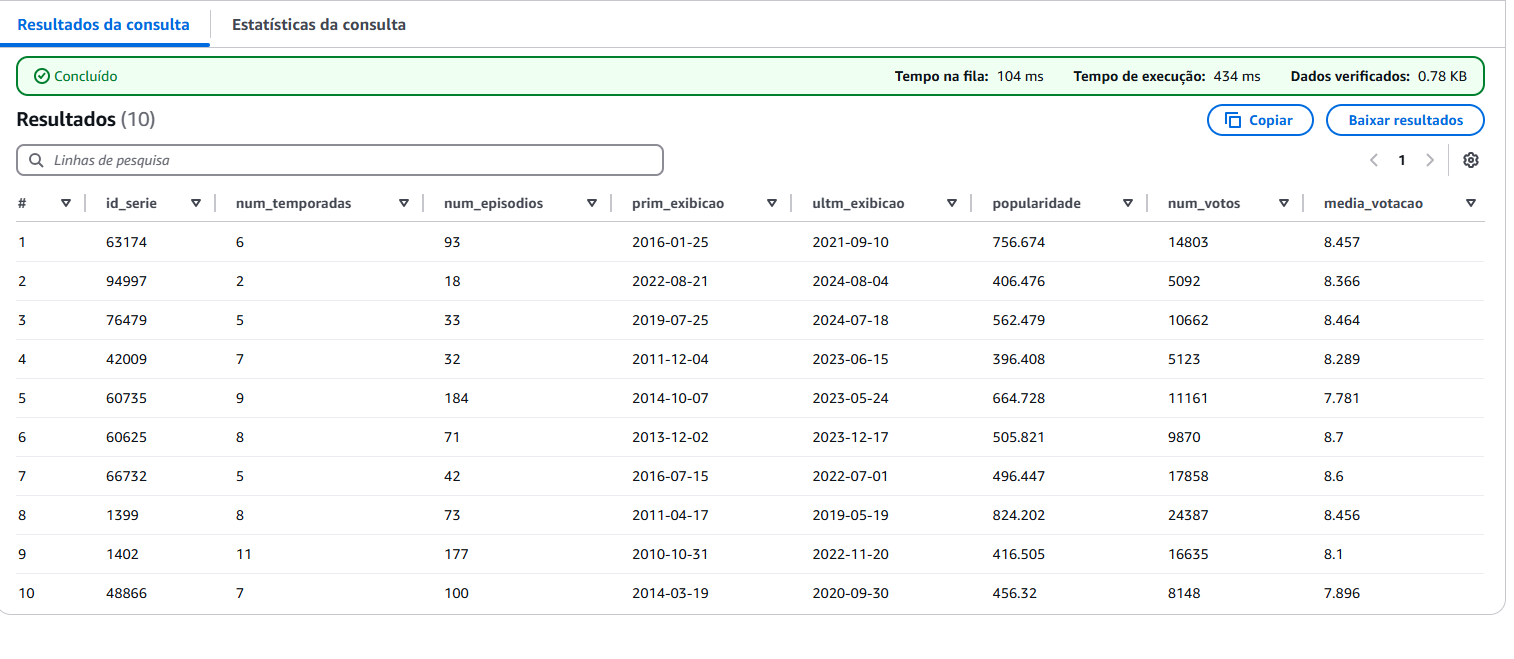 Resultados da consulta Estatísticas da consulta
Concluído Tempo na fila: 104 ms Tempo de execução: 434 ms Dados verificados: 0.78 KB
Resultados (10) Copiar Baixar resultados
Linhas de pesquisa 1
# id_serie num_temporadas num_episodios prim_exibicao ultm_exibicao popularidade num_votos media_votacao
1 63174 6 93 2016-01-25 2021-09-10 756.674 14803 8.457
2 94997 2 18 2022-08-21 2024-08-04 406.476 5092 8.366
3 76479 5 33 2019-07-25 2024-07-18 562.479 10662 8.464
4 42009 7 32 2011-12-04 2023-06-15 396.408 5123 8.289
5 60735 9 184 2014-10-07 2023-05-24 664.728 11161 7.781
6 60625 8 71 2013-12-02 2023-12-17 505.821 9870 8.7
7 66732 5 42 2016-07-15 2022-07-01 496.447 17858 8.6
8 1399 8 73 2011-04-17 2019-05-19 824.202 24387 8.456
9 1402 11 177 2010-10-31 2022-11-20 416.505 16635 8.1
10 48866 7 100 2014-03-19 2020-09-30 456.32 8148 7.896